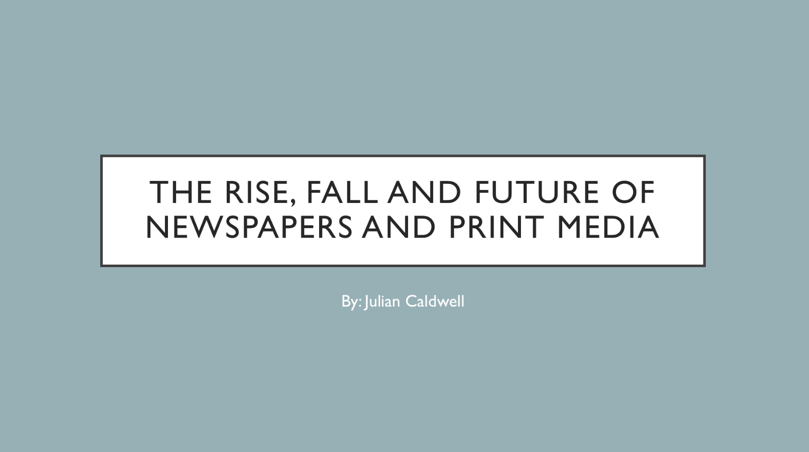 THE RISE, FALL AND FUTURE OF
NEWSPAPERS AND PRINT MEDIA
By: Julian Caldwell